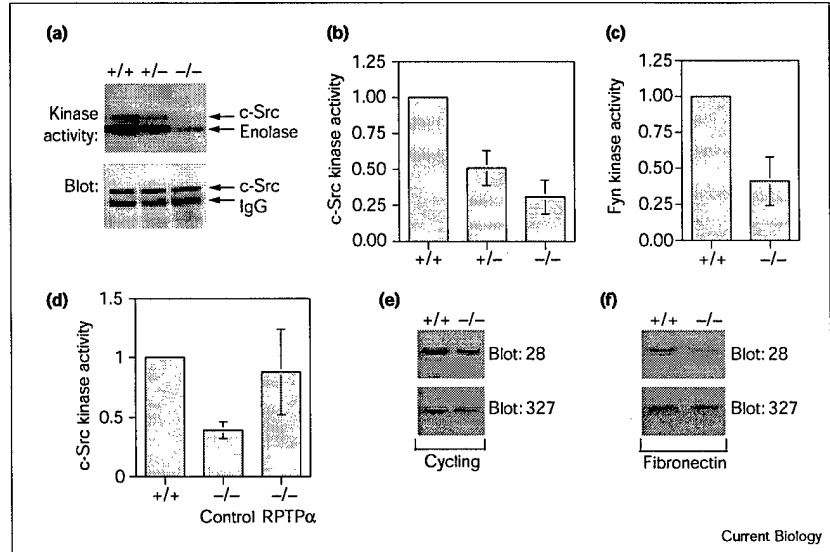 (a)
+/+ +/− −/−
Kinase activity:
c-Src
Enolase
Blot:
c-Src
IgG
(b)
c-Src kinase activity
1.25
1.00
0.75
0.50
0.25
0.00
+/+ +/− −/−
(c)
Fyn kinase activity
1.25
1.00
0.75
0.50
0.25
0.00
+/+ −/−
(d)
c-Src kinase activity
1.5
1
0.5
0
+/+ −/− −/−
Control RPTPα
(e)
+/+ −/−
Blot: 28
Blot: 327
Cycling
(f)
+/+ −/−
Blot: 28
Blot: 327
Fibronectin
Current Biology